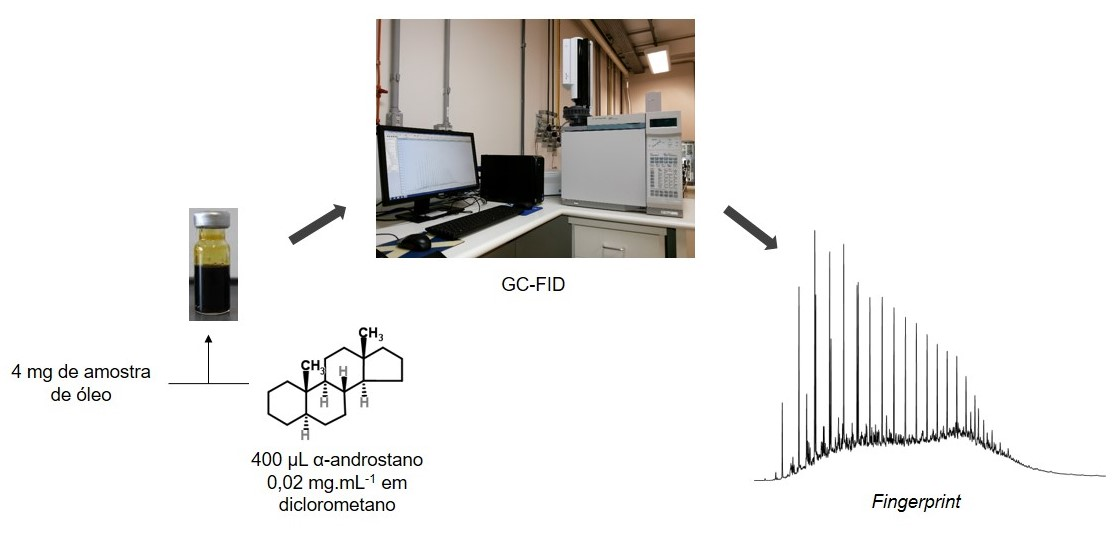 GC-FID
4 mg de amostra
de óleo
CH3
CH3
H
H
H
H
400 µL α-androstano
0,02 mg.mL-1 em
diclorometano
Fingerprint